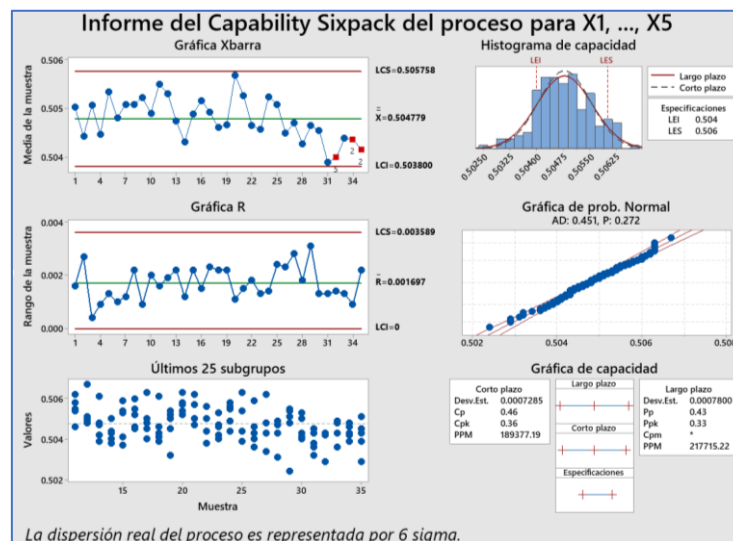 Informe del Capability Sixpack del proceso para X1, ..., X5
Gráfica Xbarra
Media de la muestra
0.506
0.505
0.504
1 4 7 10 13 16 19 22 25 28 31 34
LCS=0.505758
X=0.504779
LCI=0.503800
5
2
2
Histograma de capacidad
LEI LES
0.50250 0.50325 0.50400 0.50475 0.50550 0.50625
Largo plazo
Corto plazo
Especificaciones
LEI 0.504
LES 0.506
Gráfica R
Rango de la muestra
0.004
0.002
0.000
1 4 7 10 13 16 19 22 25 28 31 34
LCS=0.003589
R=0.001697
LCI=0
Gráfica de prob. Normal
AD: 0.451, P: 0.272
0.502 0.504 0.506 0.508
Últimos 25 subgrupos
Valores
0.506
0.504
0.502
15 20 25 30 35
Muestra
Gráfica de capacidad
Corto plazo
Desv.Est. 0.0007285
Cp 0.46
Cpk 0.36
PPM 189377.19
Largo plazo
Corto plazo
Especificaciones
Largo plazo
Desv.Est. 0.0007800
Pp 0.43
Ppk 0.33
Cpm *
PPM 217715.22
La dispersión real del proceso es representada por 6 sigma.